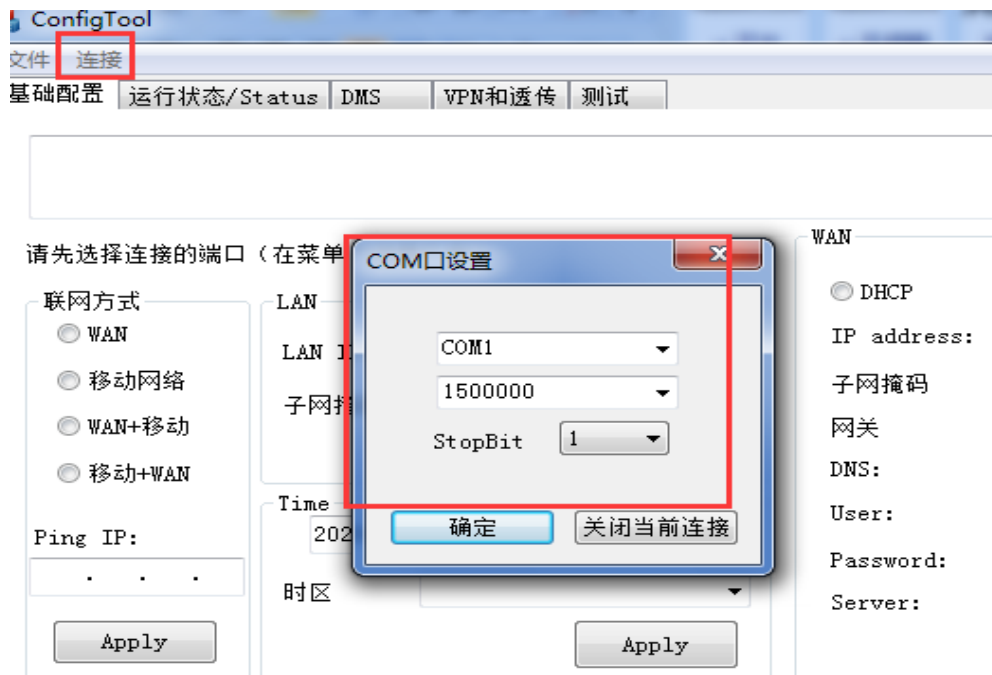 ConfigTool
文件 连接
基础配置 运行状态/Status DMS VPN和透传 测试
请先选择连接的端口（在菜单
联网方式
WAN
移动网络
WAN+移动
移动+WAN
Ping IP:
. . .
Apply
LAN
LAN
Time
202
时区
Apply
COM口设置
COM1
1500000
StopBit 1
确定 关闭当前连接
WAN
DHCP
IP address:
子网掩码
网关
DNS:
User:
Password:
Server: